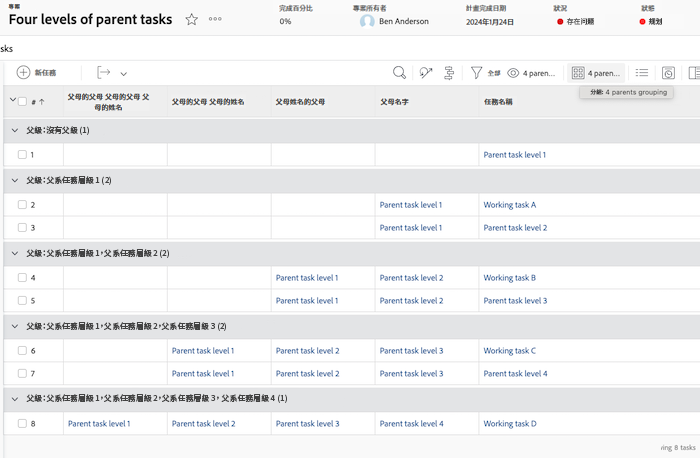 專案
Four levels of parent tasks
完成百分比
0%
專案所有者
Ben Anderson
計畫完成日期
2024年1月24日
狀況
存在问题
狀態
规划
sks
新任務
全部
4 paren...
4 paren...
分組: 4 parents grouping
# ↑
父母的父母 父母的父母 父母的姓名
父母的父母 父母的姓名
父母姓名的父母
父母名字
任務名稱
父級：沒有父級 (1)
1 Parent task level 1
父級：父系任務層級 1 (2)
2 Parent task level 1 Working task A
3 Parent task level 1 Parent task level 2
父級：父系任務層級 1，父系任務層級 2 (2)
4 Parent task level 1 Parent task level 2 Working task B
5 Parent task level 1 Parent task level 2 Parent task level 3
父級：父系任務層級 1，父系任務層級 2，父系任務層級 3 (2)
6 Parent task level 1 Parent task level 2 Parent task level 3 Working task C
7 Parent task level 1 Parent task level 2 Parent task level 3 Parent task level 4
父級：父系任務層級 1，父系任務層級 2，父系任務層級 3，父系任務層級 4 (1)
8 Parent task level 1 Parent task level 2 Parent task level 3 Parent task level 4 Working task D
ving 8 tasks